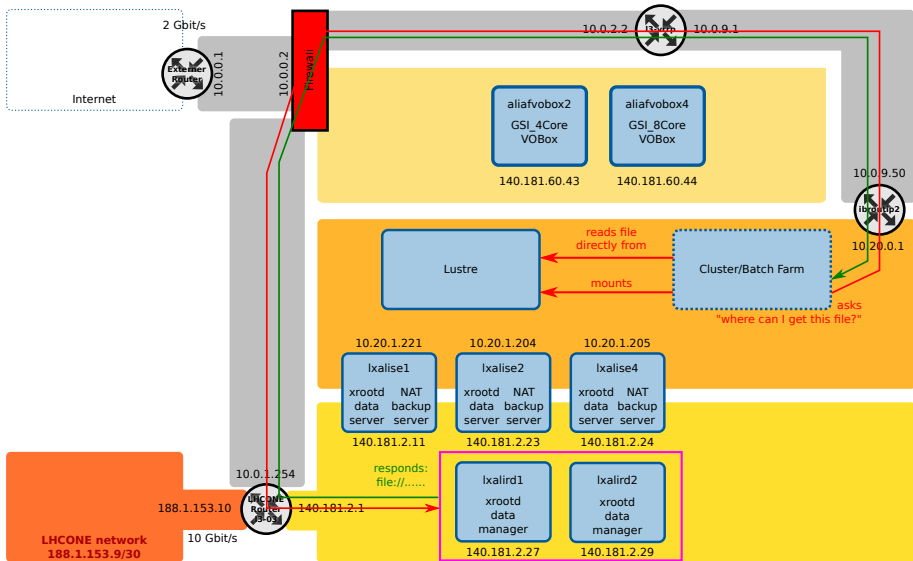 2 Gbit/s
Externer
Router
10.0.0.1
10.0.0.2
Firewall
Internet
10.0.2.2
10.0.9.1
aliafvobox2
GSI_4Core
VOBox
140.181.60.43
aliafvobox4
GSI_8Core
VOBox
140.181.60.44
10.0.9.50
ibroutip2
10.20.0.1
Lustre
reads file
directly from
mounts
Cluster/Batch Farm
asks
"where can I get this file?"
10.20.1.221
lxalise1
xrootd NAT
data backup
server server
140.181.2.11
10.20.1.204
lxalise2
xrootd NAT
data backup
server server
140.181.2.23
10.20.1.205
lxalise4
xrootd NAT
data backup
server server
140.181.2.24
responds:
file://......
lxalird1
xrootd
data
manager
140.181.2.27
lxalird2
xrootd
data
manager
140.181.2.29
10.0.1.254
188.1.153.10
LHCONE
Router
140.181.2.1
10 Gbit/s
LHCONE network
188.1.153.9/30